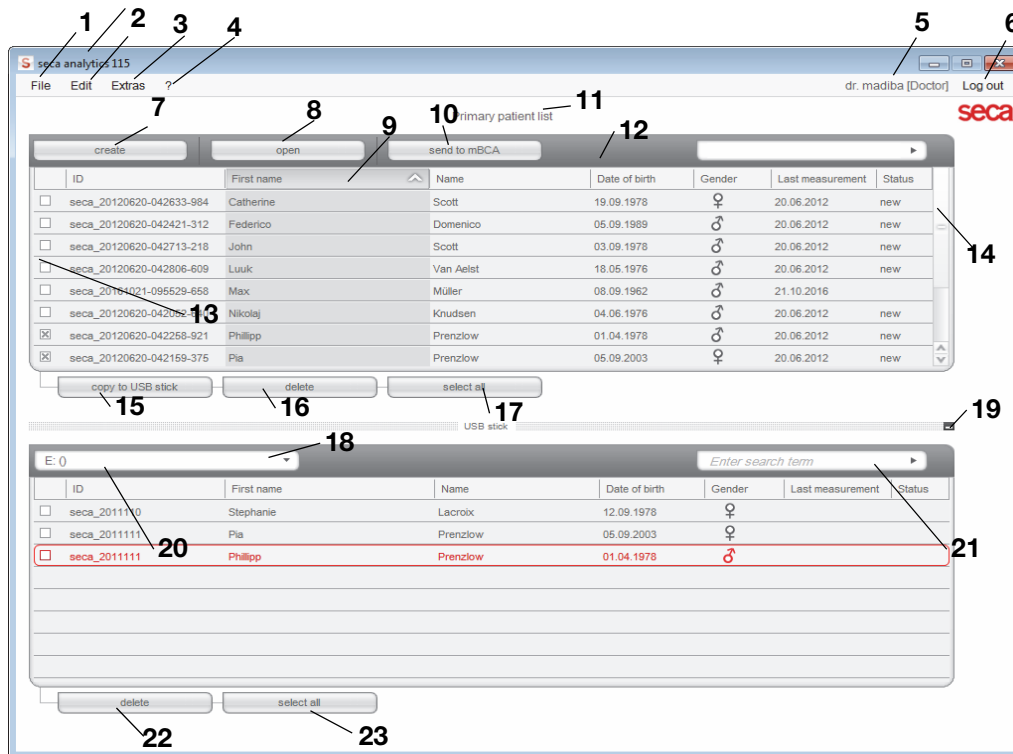 1 2 3 4 5 6
S seca analytics 115
File Edit Extras ? dr. madiba [Doctor] Log out
7 8 9 10 11 12
Primary patient list seca
create open send to mBCA
ID First name Name Date of birth Gender Last measurement Status
seca_20120620-042633-984 Catherine Scott 19.09.1978 ♀ 20.06.2012 new
seca_20120620-042421-312 Federico Domenico 05.09.1989 ♂ 20.06.2012 new
seca_20120620-042713-218 John Scott 03.09.1978 ♂ 20.06.2012 new
14
seca_20120620-042806-609 Luuk Van Aelst 18.05.1976 ♂ 20.06.2012 new
seca_20161021-095529-658 Max Müller 08.09.1962 ♂ 21.10.2016
13
Nikolaj Knudsen 04.06.1976 ♂ 20.06.2012 new
seca_20120620-042258-921 Phillipp Prenzlow 01.04.1978 ♂ 20.06.2012 new
seca_20120620-042159-375 Pia Prenzlow 05.09.2003 ♀ 20.06.2012 new
copy to USB stick delete select all
15 16 17 19
USB stick
18
E: () Enter search term
ID First name Name Date of birth Gender Last measurement Status
seca_2011110 Stephanie Lacroix 12.09.1978 ♀
seca_2011111 Pia Prenzlow 05.09.2003 ♀
20 21
seca_2011111 Phillipp Prenzlow 01.04.1978 ♂
delete select all
22 23